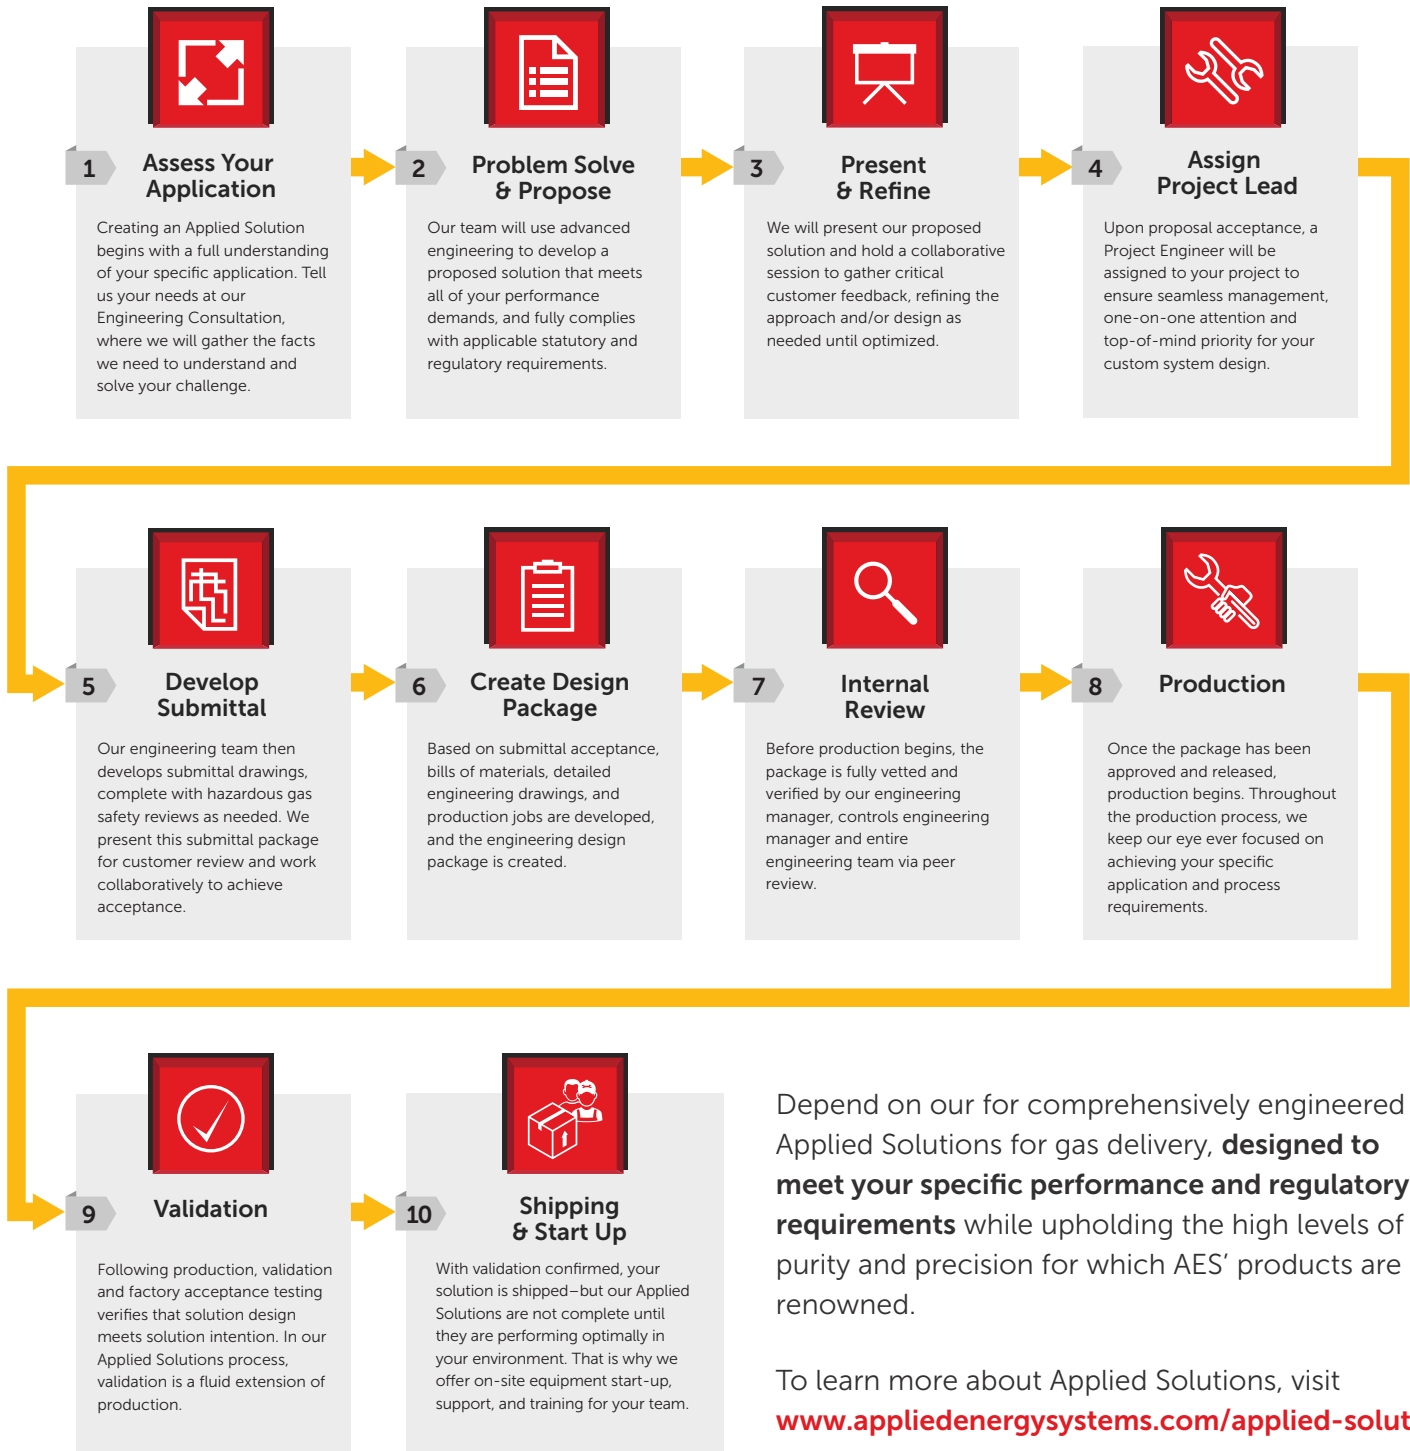 1
Assess Your
Application
Creating an Applied Solution
begins with a full understanding
of your specific application. Tell
us your needs at our
Engineering Consultation,
where we will gather the facts
we need to understand and
solve your challenge.
2
Problem Solve
& Propose
Our team will use advanced
engineering to develop a
proposed solution that meets
all of your performance
demands, and fully complies
with applicable statutory and
regulatory requirements.
3
Present
& Refine
We will present our proposed
solution and hold a collaborative
session to gather critical
customer feedback, refining the
approach and/or design as
needed until optimized.
4
Assign
Project Lead
Upon proposal acceptance, a
Project Engineer will be
assigned to your project to
ensure seamless management,
one-on-one attention and
top-of-mind priority for your
custom system design.
5
Develop
Submittal
Our engineering team then
develops submittal drawings,
complete with hazardous gas
safety reviews as needed. We
present this submittal package
for customer review and work
collaboratively to achieve
acceptance.
6
Create Design
Package
Based on submittal acceptance,
bills of materials, detailed
engineering drawings, and
production jobs are developed,
and the engineering design
package is created.
7
Internal
Review
Before production begins, the
package is fully vetted and
verified by our engineering
manager, controls engineering
manager and entire
engineering team via peer
review.
8
Production
Once the package has been
approved and released,
production begins. Throughout
the production process, we
keep our eye ever focused on
achieving your specific
application and process
requirements.
9
Validation
Following production, validation
and factory acceptance testing
verifies that solution design
meets solution intention. In our
Applied Solutions process,
validation is a fluid extension of
production.
10
Shipping
& Start Up
With validation confirmed, your
solution is shipped–but our Applied
Solutions are not complete until
they are performing optimally in
your environment. That is why we
offer on-site equipment start-up,
support, and training for your team.
Depend on our for comprehensively engineered
Applied Solutions for gas delivery, designed to
meet your specific performance and regulatory
requirements while upholding the high levels of
purity and precision for which AES’ products are
renowned.
To learn more about Applied Solutions, visit
www.appliedenergysystems.com/applied-solut